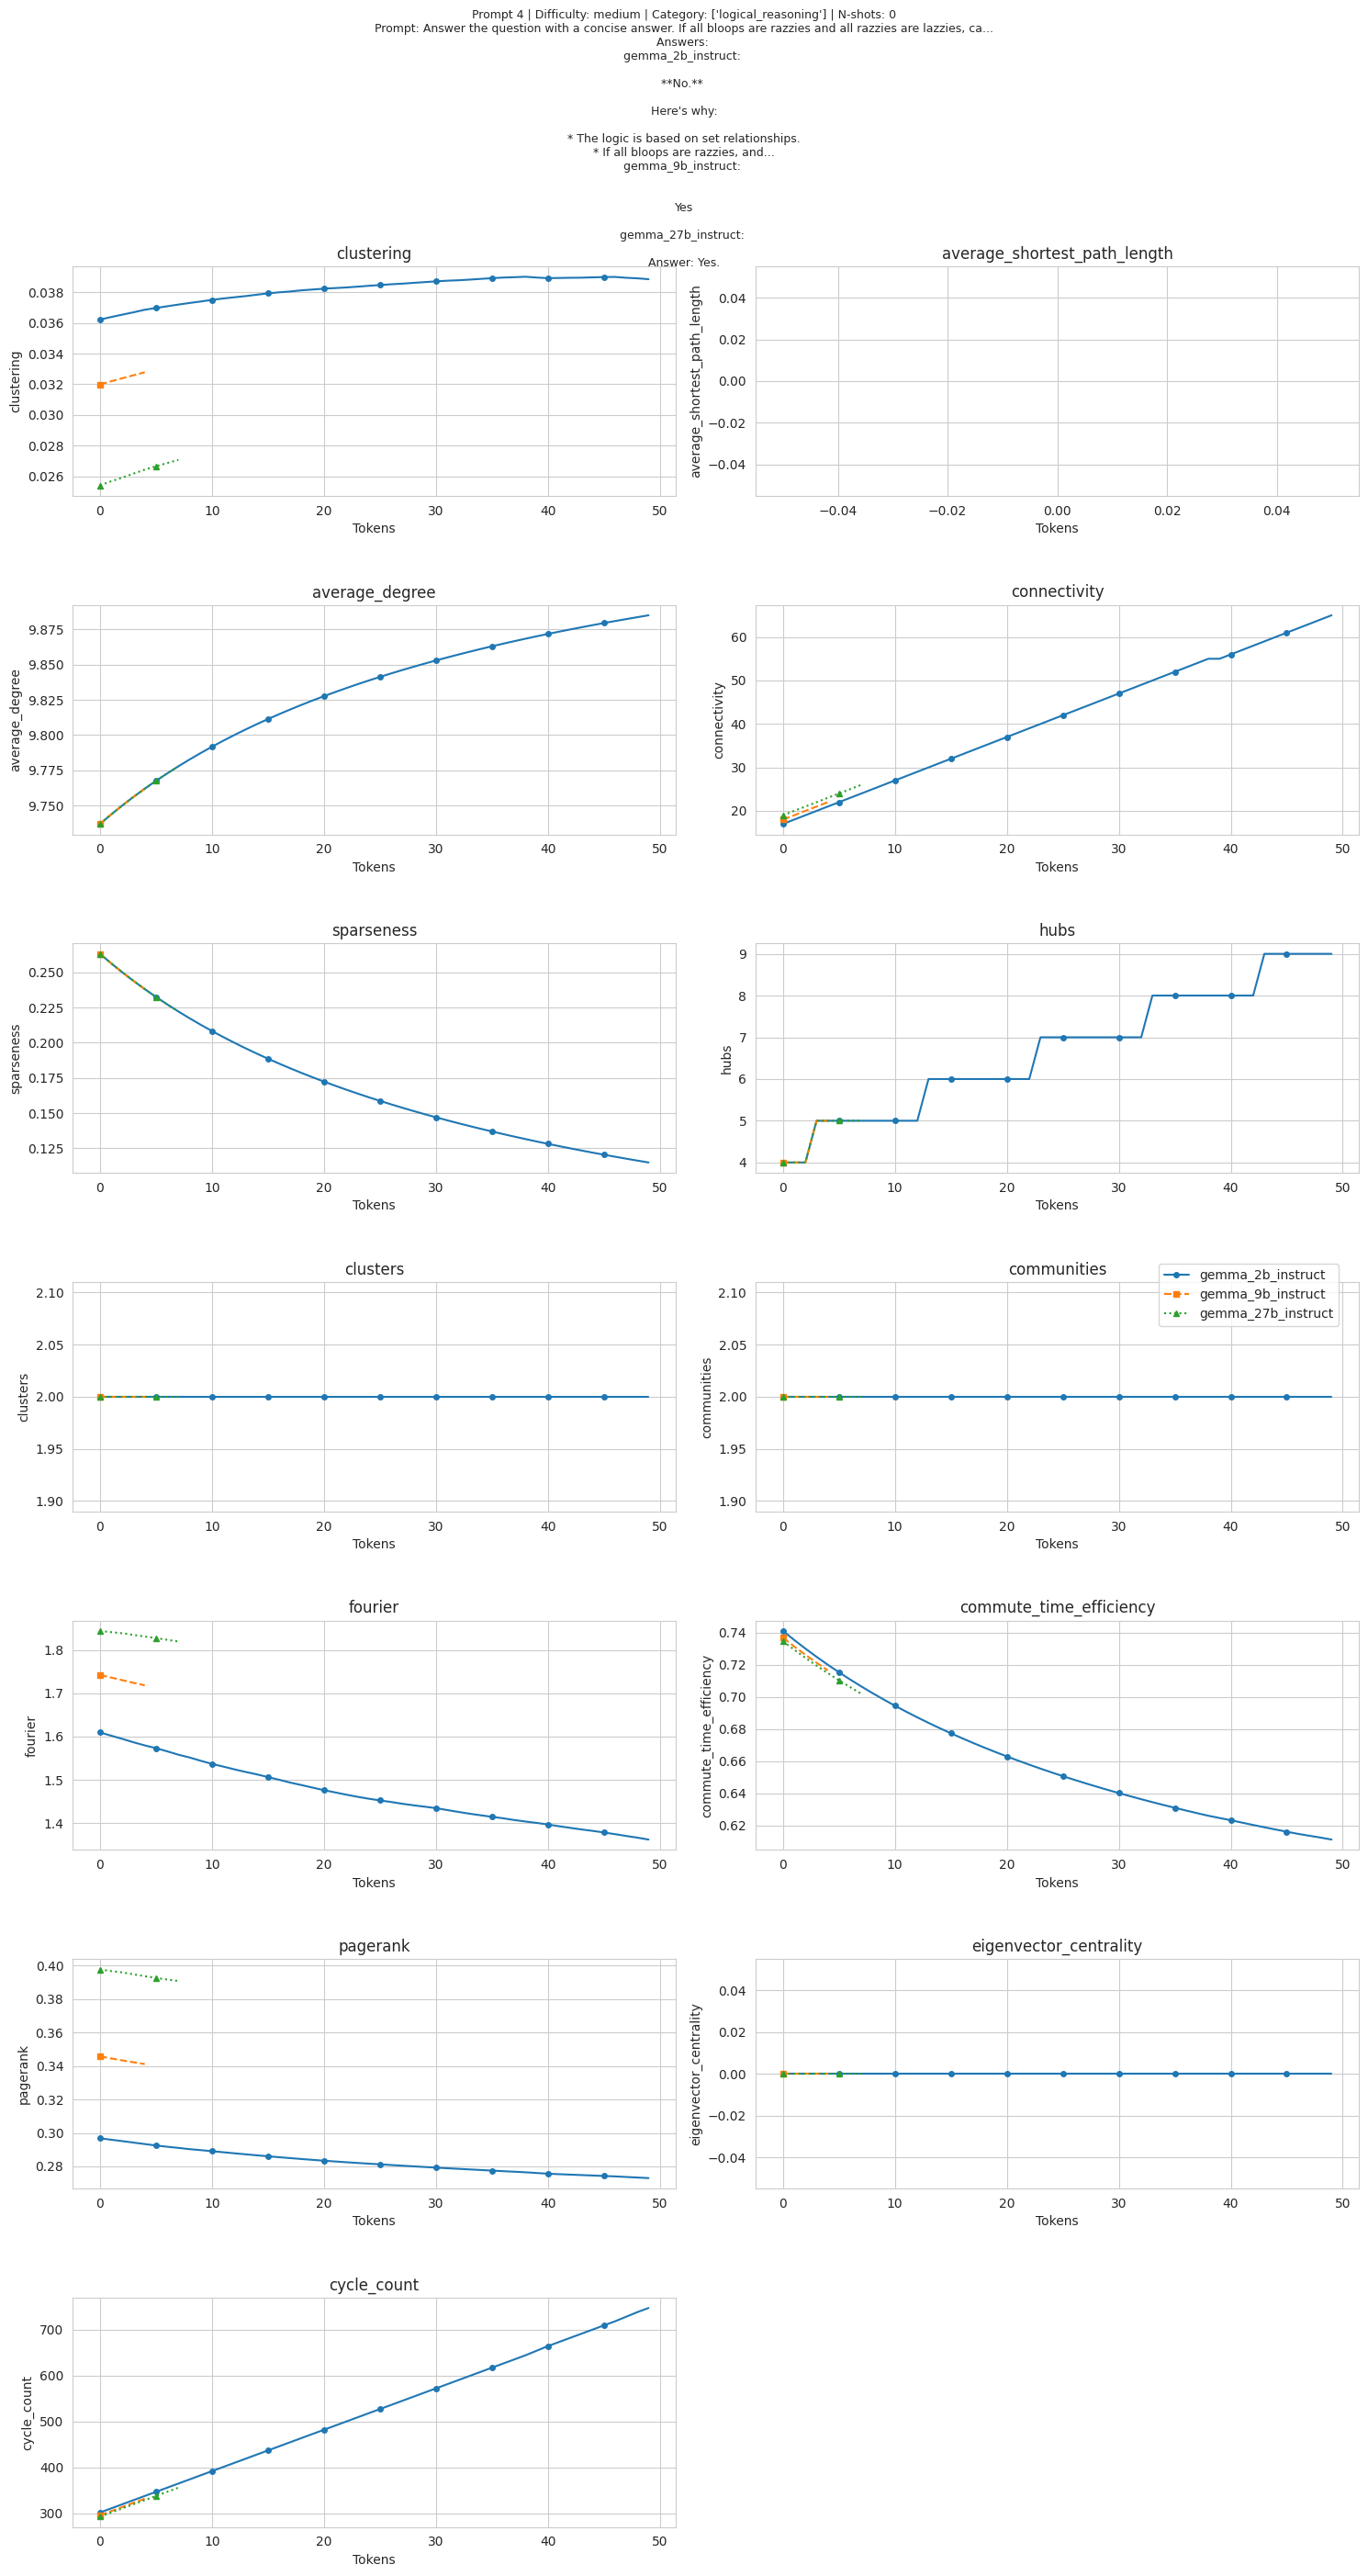 Prompt 4 | Difficulty: medium | Category: ['logical_reasoning'] | N-shots: 0
Prompt: Answer the question with a concise answer. If all bloops are razzies and all razzies are lazzies, ca...
Answers:
gemma_2b_instruct:
**No.**
Here's why:
* The logic is based on set relationships.
* If all bloops are razzies, and...
gemma_9b_instruct:
Yes
gemma_27b_instruct:
Answer: Yes.
clustering
clustering
0.038
0.036
0.034
0.032
0.030
0.028
0.026
0 10 20 30 40 50
Tokens
average_shortest_path_length
average_shortest_path_length
0.04
0.02
0.00
−0.02
−0.04
−0.04 −0.02 0.00 0.02 0.04
Tokens
average_degree
average_degree
9.875
9.850
9.825
9.800
9.775
9.750
0 10 20 30 40 50
Tokens
connectivity
connectivity
60
50
40
30
20
0 10 20 30 40 50
Tokens
sparseness
sparseness
0.250
0.225
0.200
0.175
0.150
0.125
0 10 20 30 40 50
Tokens
hubs
hubs
9
8
7
6
5
4
0 10 20 30 40 50
Tokens
clusters
clusters
2.10
2.05
2.00
1.95
1.90
0 10 20 30 40 50
Tokens
communities
communities
2.10
2.05
2.00
1.95
1.90
0 10 20 30 40 50
Tokens
gemma_2b_instruct
gemma_9b_instruct
gemma_27b_instruct
fourier
fourier
1.8
1.7
1.6
1.5
1.4
0 10 20 30 40 50
Tokens
commute_time_efficiency
commute_time_efficiency
0.74
0.72
0.70
0.68
0.66
0.64
0.62
0 10 20 30 40 50
Tokens
pagerank
pagerank
0.40
0.38
0.36
0.34
0.32
0.30
0.28
0 10 20 30 40 50
Tokens
eigenvector_centrality
eigenvector_centrality
0.04
0.02
0.00
−0.02
−0.04
0 10 20 30 40 50
Tokens
cycle_count
cycle_count
700
600
500
400
300
0 10 20 30 40 50
Tokens